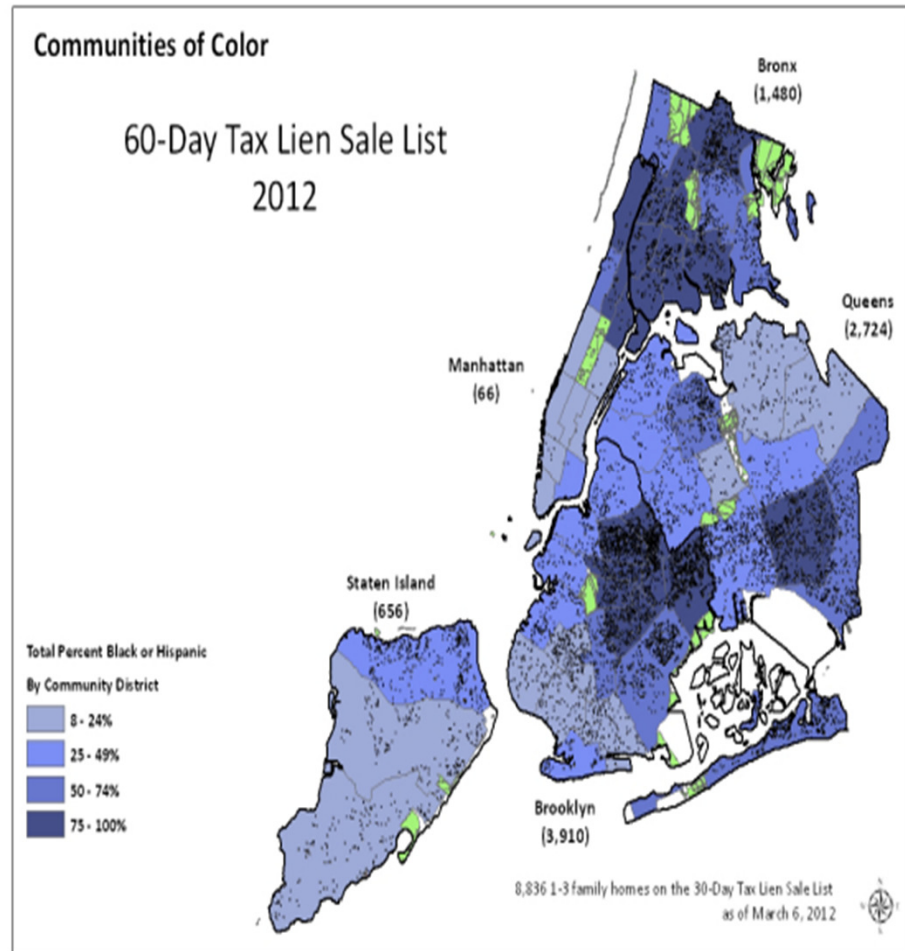 Communities of Color
60-Day Tax Lien Sale List
2012
Bronx
(1,480)
Queens
(2,724)
Manhattan
(66)
Staten Island
(656)
Total Percent Black or Hispanic
By Community District
8 - 24%
25 - 49%
50 - 74%
75 - 100%
Brooklyn
(3,910)
8,836 1-3 family homes on the 30-Day Tax Lien Sale List
as of March 6, 2012